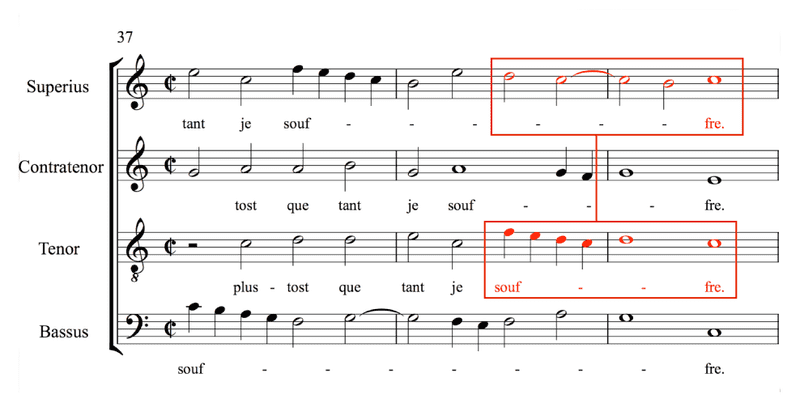 37
Superius
tant je souf - - - - - - fre.
Contratenor
tost que tant je souf - - - fre.
Tenor
8
plus- tost que tant je souf - - fre.
Bassus
souf - - - - - - - - - fre.